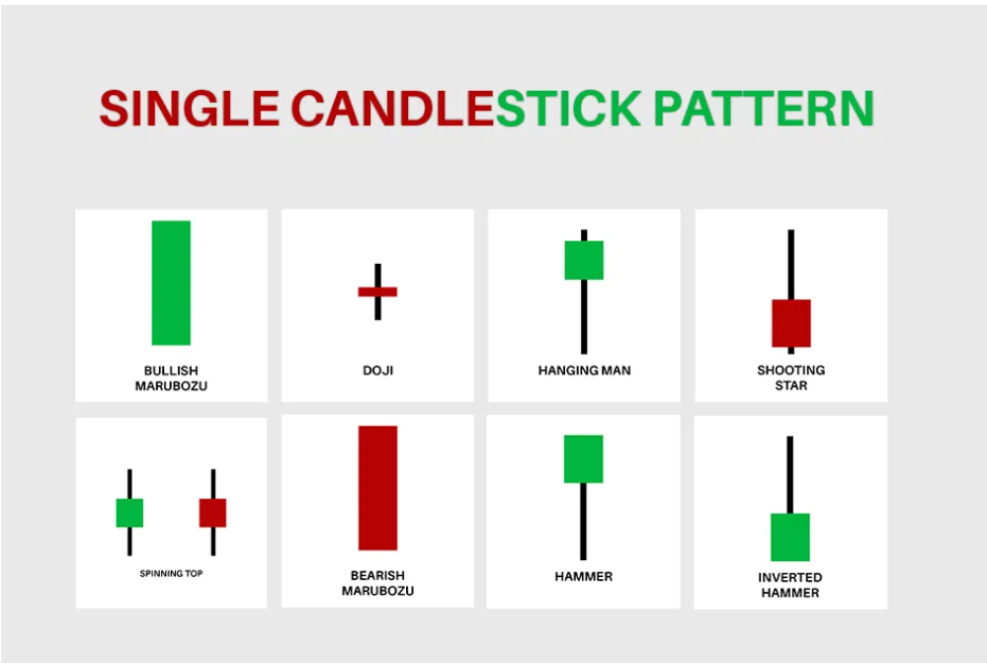 SINGLE CANDLESTICK PATTERN
BULLISH
MARUBOZU
DOJI
HANGING MAN
SHOOTING
STAR
SPINNING TOP
BEARISH
MARUBOZU
HAMMER
INVERTED
HAMMER